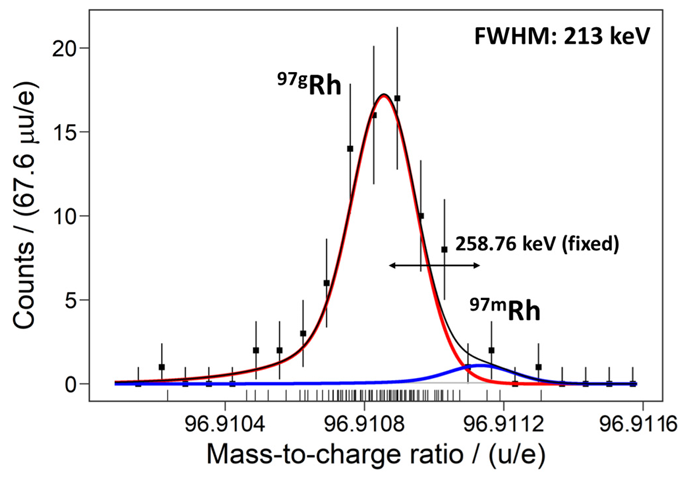 FWHM: 213 keV
97gRh
258.76 keV (fixed)
97mRh
Counts / (67.6 µu/e)
20
15
10
5
0
96.9104
96.9108
96.9112
96.9116
Mass-to-charge ratio / (u/e)